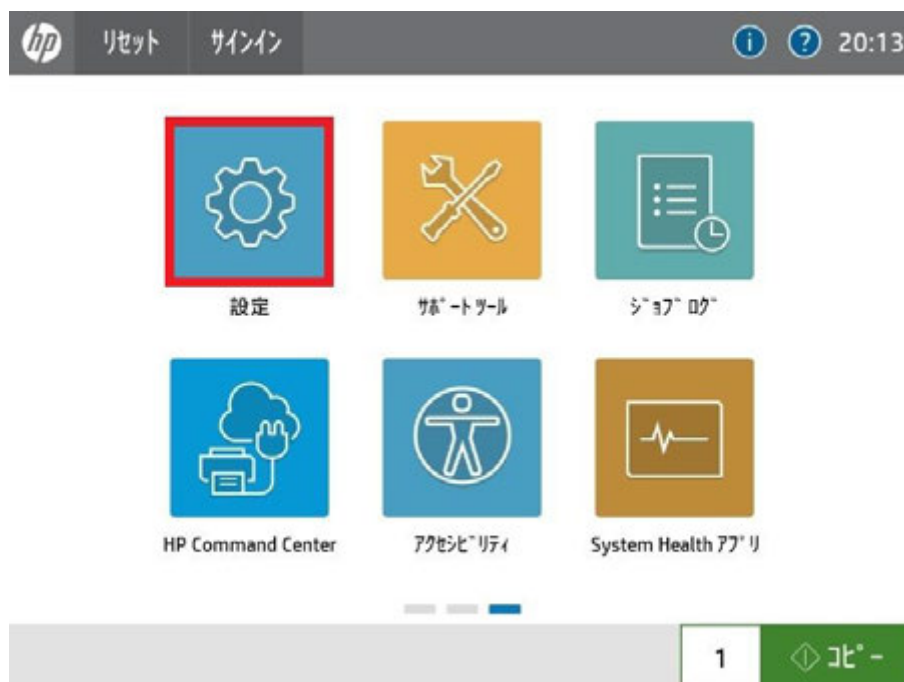 hp リセット サインイン i ? 20:13
設定 ｻﾎﾟｰﾄ ﾂｰﾙ ｼﾞｮﾌﾞ ﾛｸﾞ
HP Command Center ｱｸｾｼﾋﾞﾘﾃｨ System Health ｱﾌﾟﾘ
1 ｺﾋﾟｰ